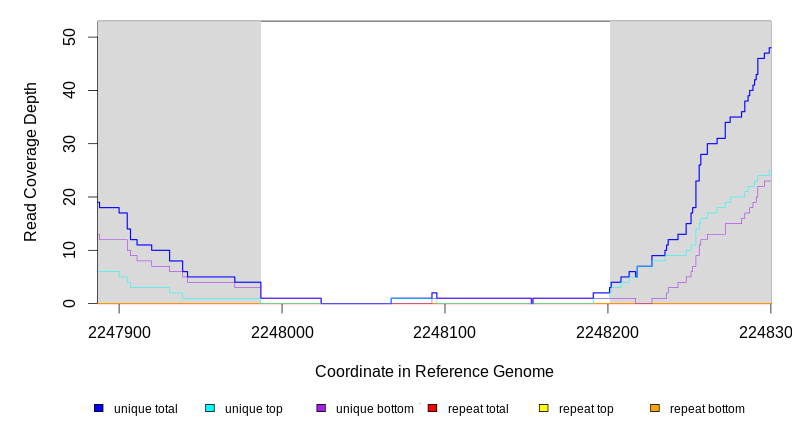 50
40
30
20
10
0
Read Coverage Depth
2247900 2248000 2248100 2248200 224830
Coordinate in Reference Genome
unique total unique top unique bottom repeat total repeat top repeat bottom